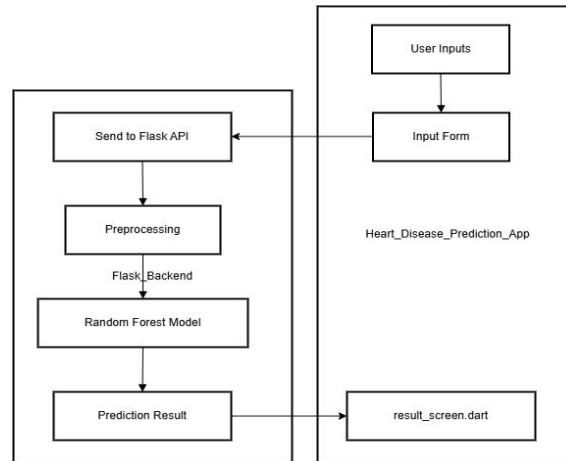 User Inputs
Send to Flask API
Input Form
Preprocessing
Heart_Disease_Prediction_App
Flask_Backend
Random Forest Model
Prediction Result
result_screen.dart